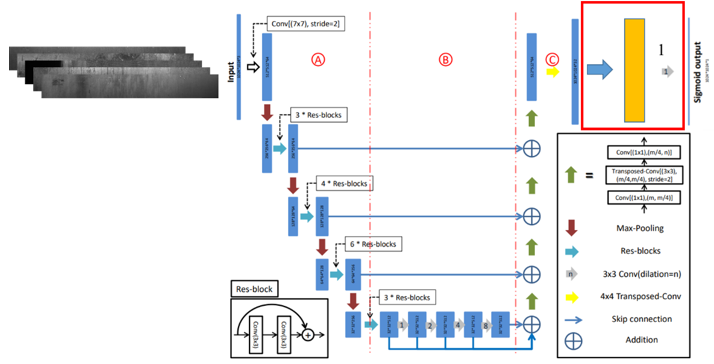 Conv[(7x7), stride=2]
Input
A
B
C
1
1
Sigmoid output
3 * Res-blocks
4 * Res-blocks
6 * Res-blocks
3 * Res-blocks
1
2
4
8
Res-block
Conv(3x3)
Conv(3x3)
Conv[(1x1),(m/4, n)]
Transposed-Conv[(3x3),
(m/4,m/4), stride=2]
Conv[(1x1),(m, m/4)]
=
Max-Pooling
Res-blocks
n
3x3 Conv(dilation=n)
4x4 Transposed-Conv
Skip connection
Addition